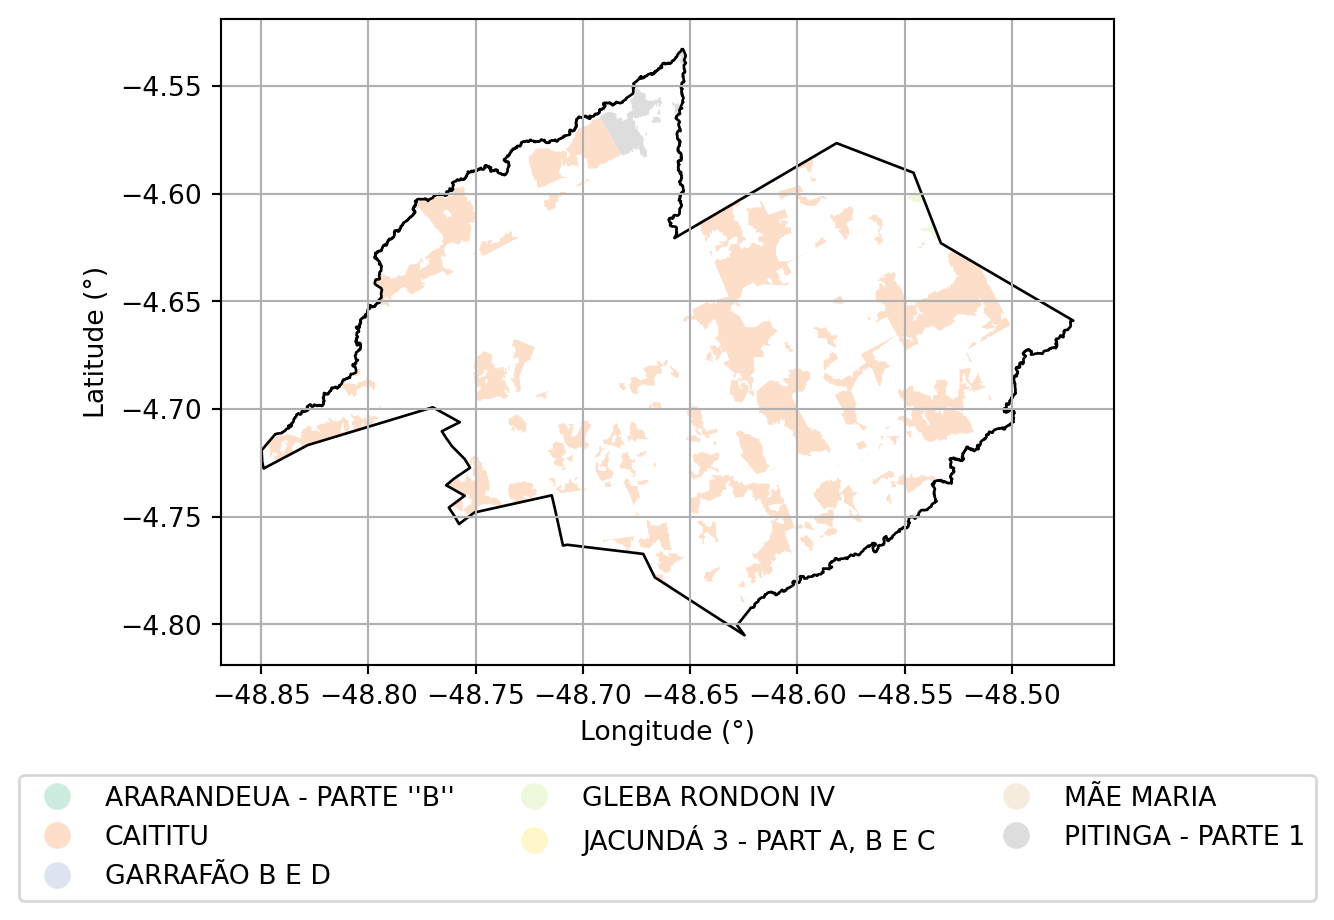 −4.55
−4.60
−4.65
−4.70
−4.75
−4.80
Latitude (°)
−48.85 −48.80 −48.75 −48.70 −48.65 −48.60 −48.55 −48.50
Longitude (°)
ARARANDEUA - PARTE ''B''
CAITITU
GARRAFÃO B E D
GLEBA RONDON IV
JACUNDÁ 3 - PART A, B E C
MÃE MARIA
PITINGA - PARTE 1